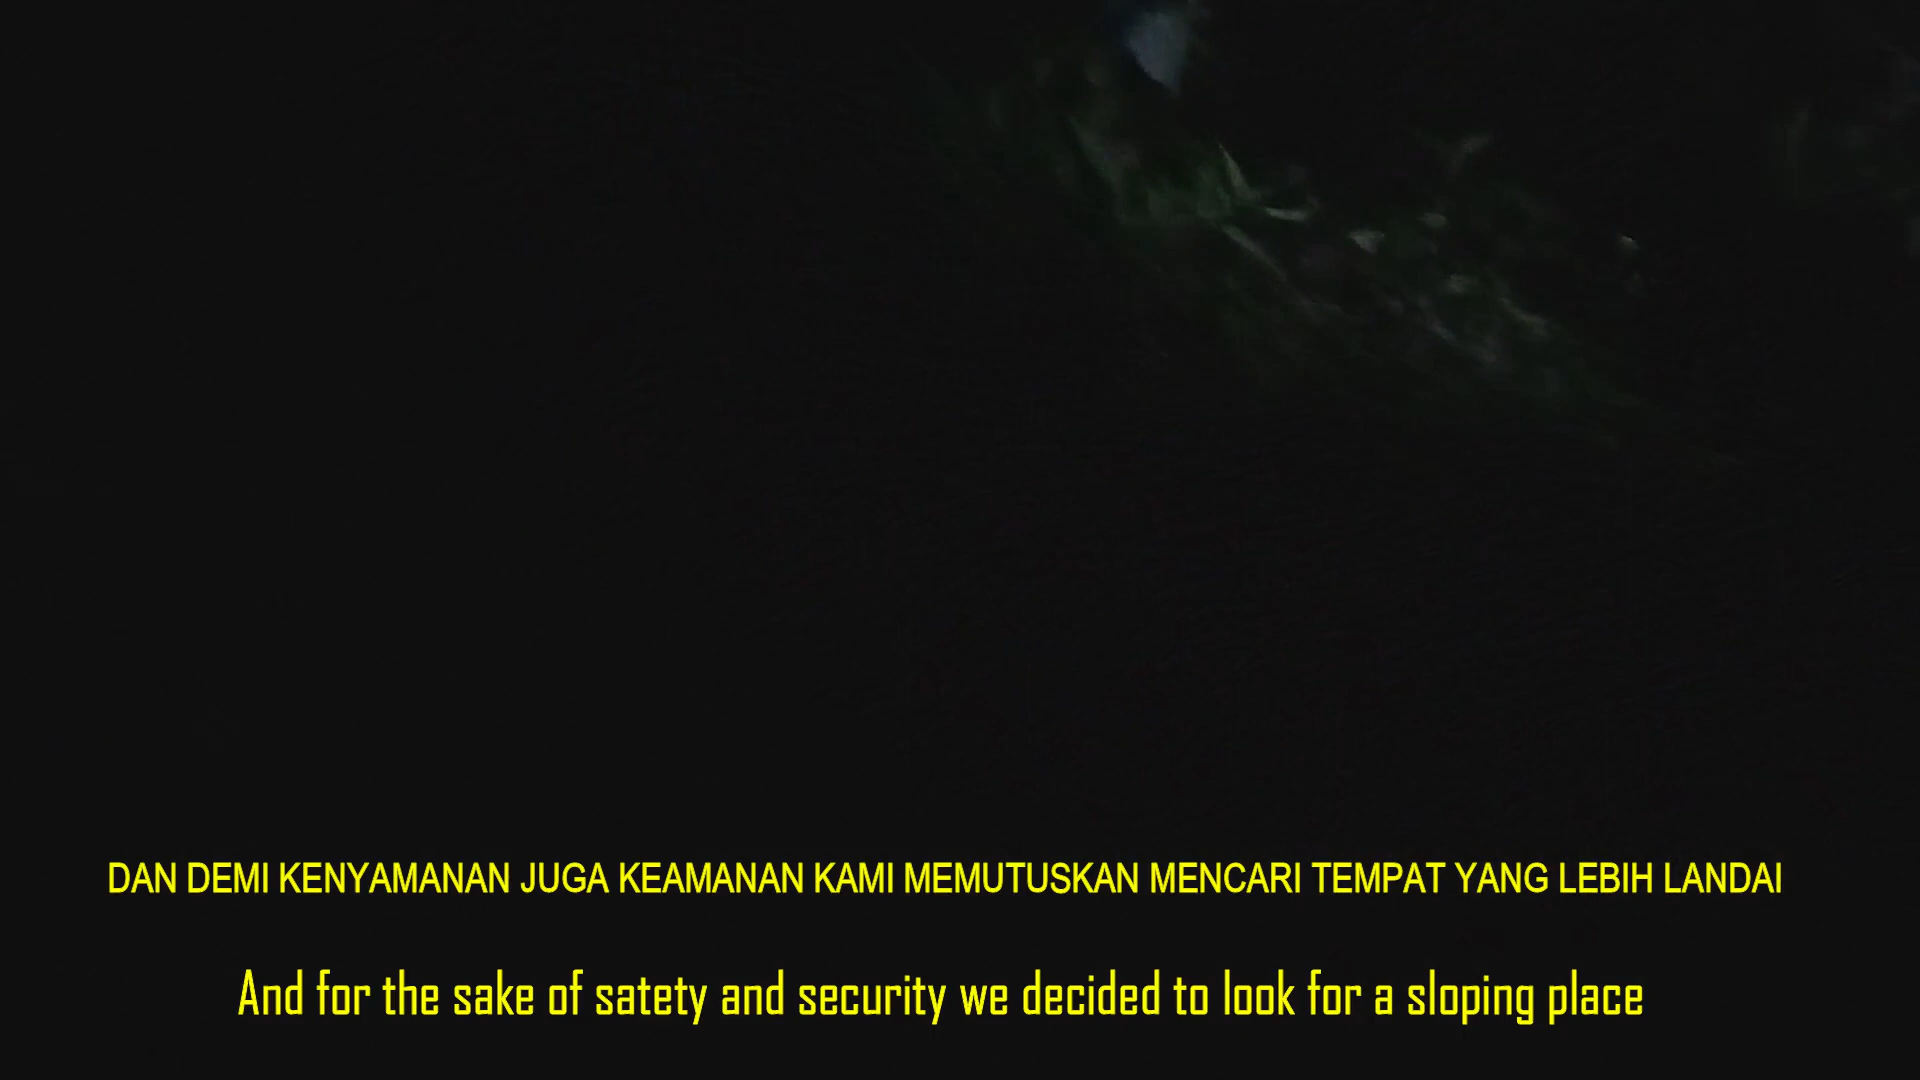 DAN DEMI KENYAMANAN JUGA KEAMANAN KAMI MEMUTUSKAN MENCARI TEMPAT YANG LEBIH LANDAI
And for the sake of satety and security we decided to look for a sloping place